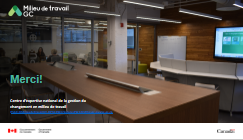 Milieu de travail
GC
Merci!
Centre d'expertise national de la gestion du
changement en milieu de travail
Canada